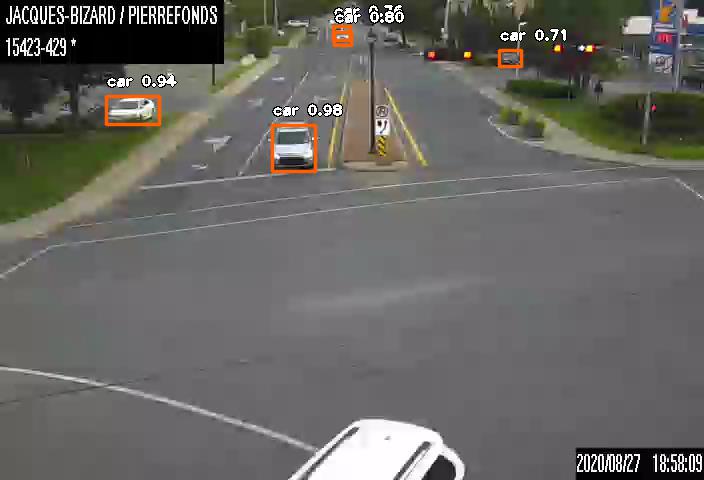 JACQUES-BIZARD / PIERREFONDS
15423-429 *
car 0.80
car 0.71
car 0.94
car 0.98
2020/08/27 18:58:09